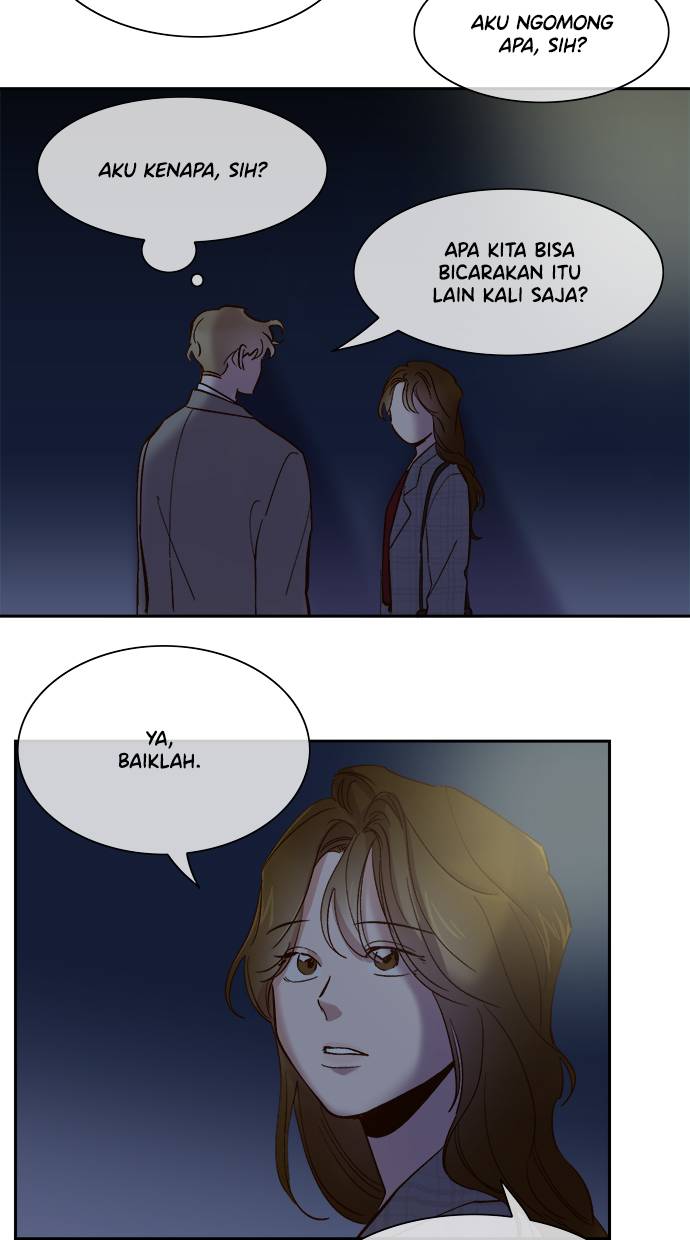 AKU NGOMONG
APA, SIH?
AKU KENAPA, SIH?
APA KITA BISA
BICARAKAN ITU
LAIN KALI SAJA?
YA,
BAIKLAH.